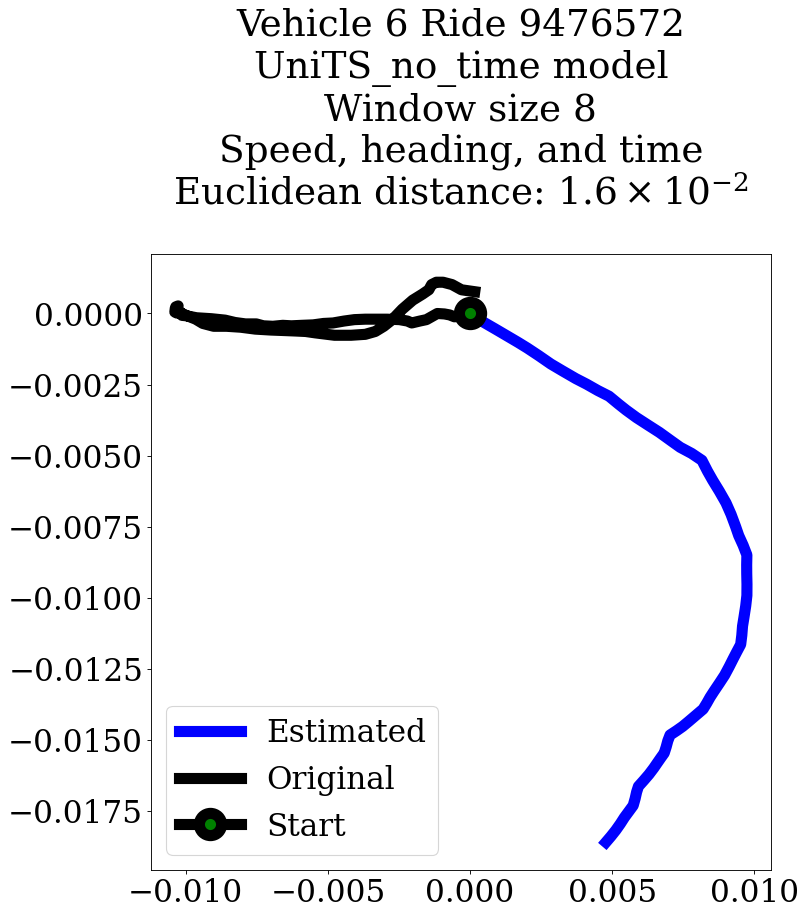 Vehicle 6 Ride 9476572
UniTS_no_time model
Window size 8
Speed, heading, and time
Euclidean distance: 1.6 × 10⁻²
0.0000
−0.0025
−0.0050
−0.0075
−0.0100
−0.0125
−0.0150
−0.0175
Estimated
Original
Start
−0.010 −0.005 0.000 0.005 0.010